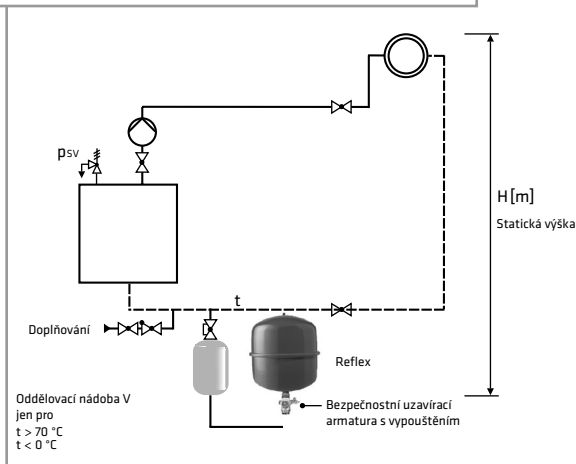 pSV
H [m]
Statická výška
t
Doplňování
Reflex
Oddělovací nádoba V
jen pro
t > 70 °C
t < 0 °C
Bezpečnostní uzavírací
armatura s vypouštěním